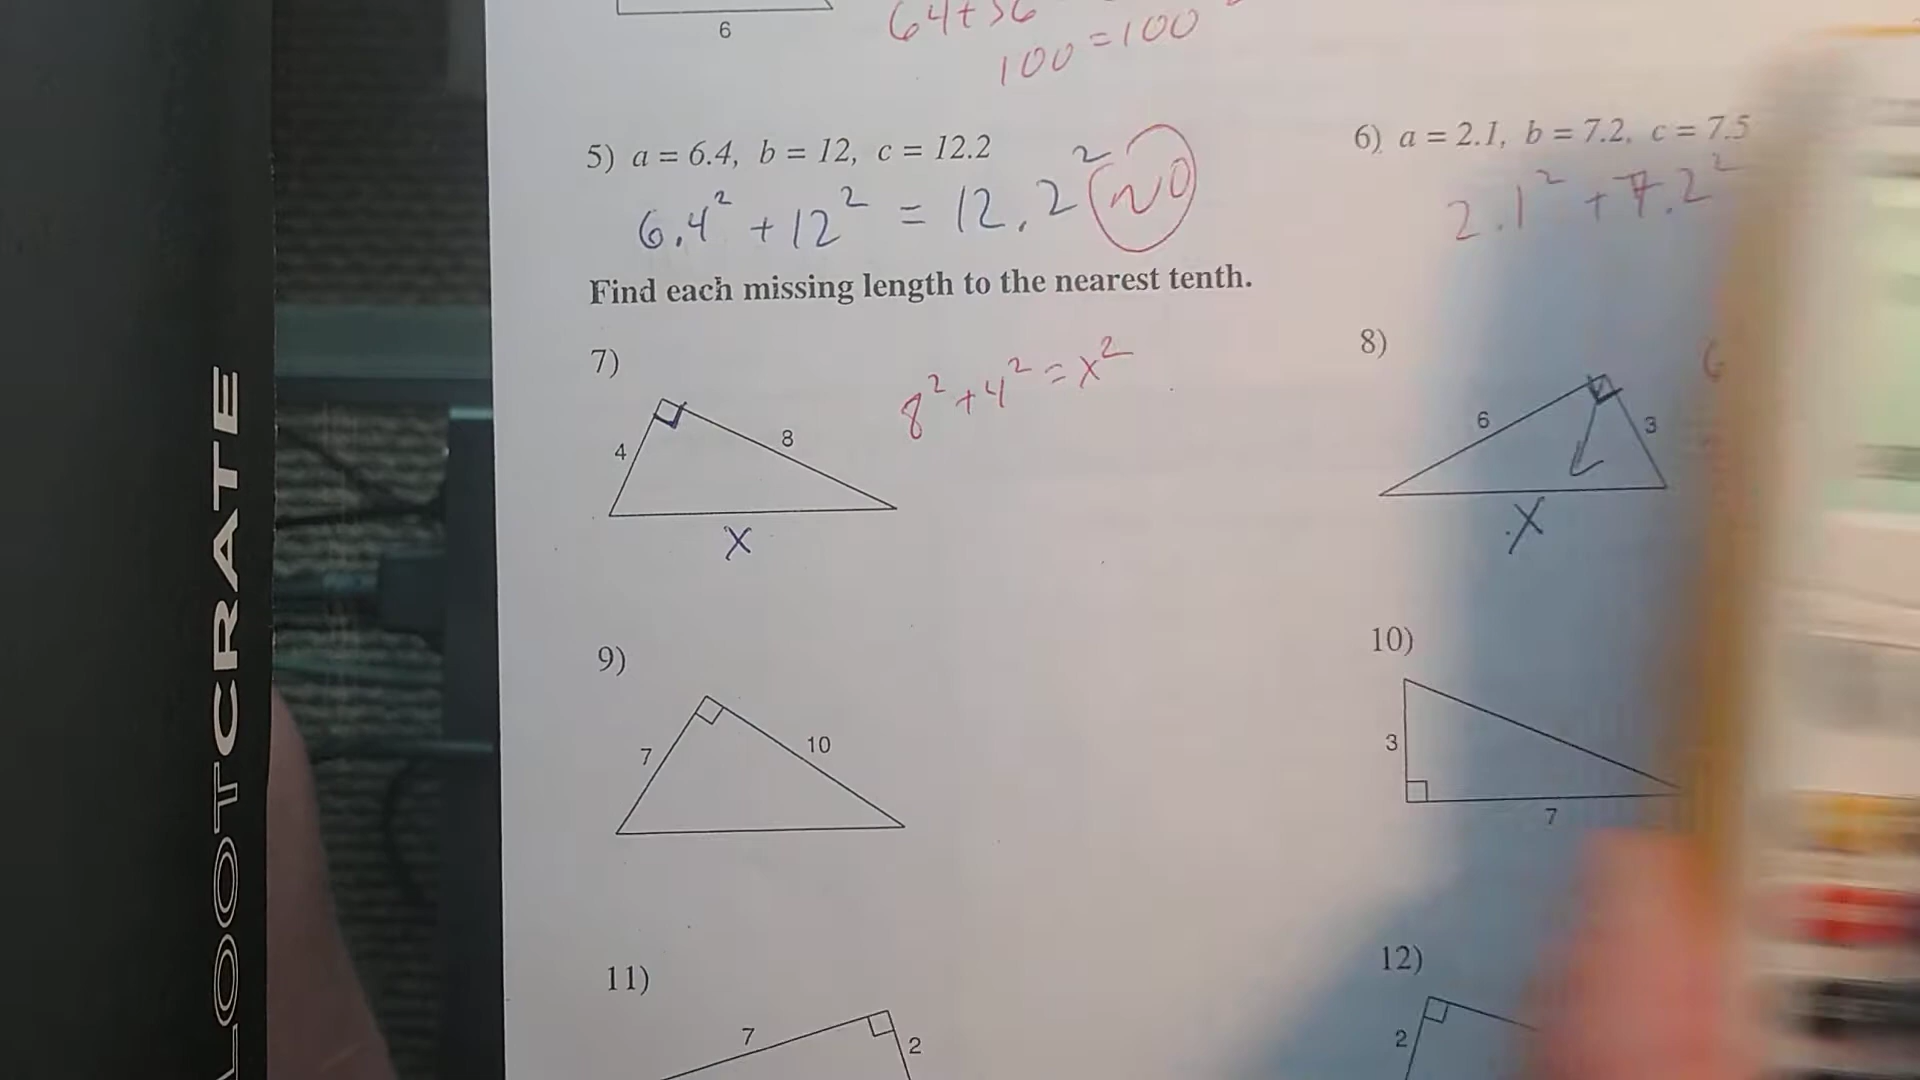 6
64+36
100=100
5) a = 6.4, b = 12, c = 12.2
6.4² + 12² = 12.2² NO
6) a = 2.1, b = 7.2, c = 7.5
2.1² + 7.2²
Find each missing length to the nearest tenth.
7)
4
8
X
8² + 4² = x²
8)
6
3
X
9)
7
10
10)
3
7
11)
7
2
12)
2
LOOTCRATE